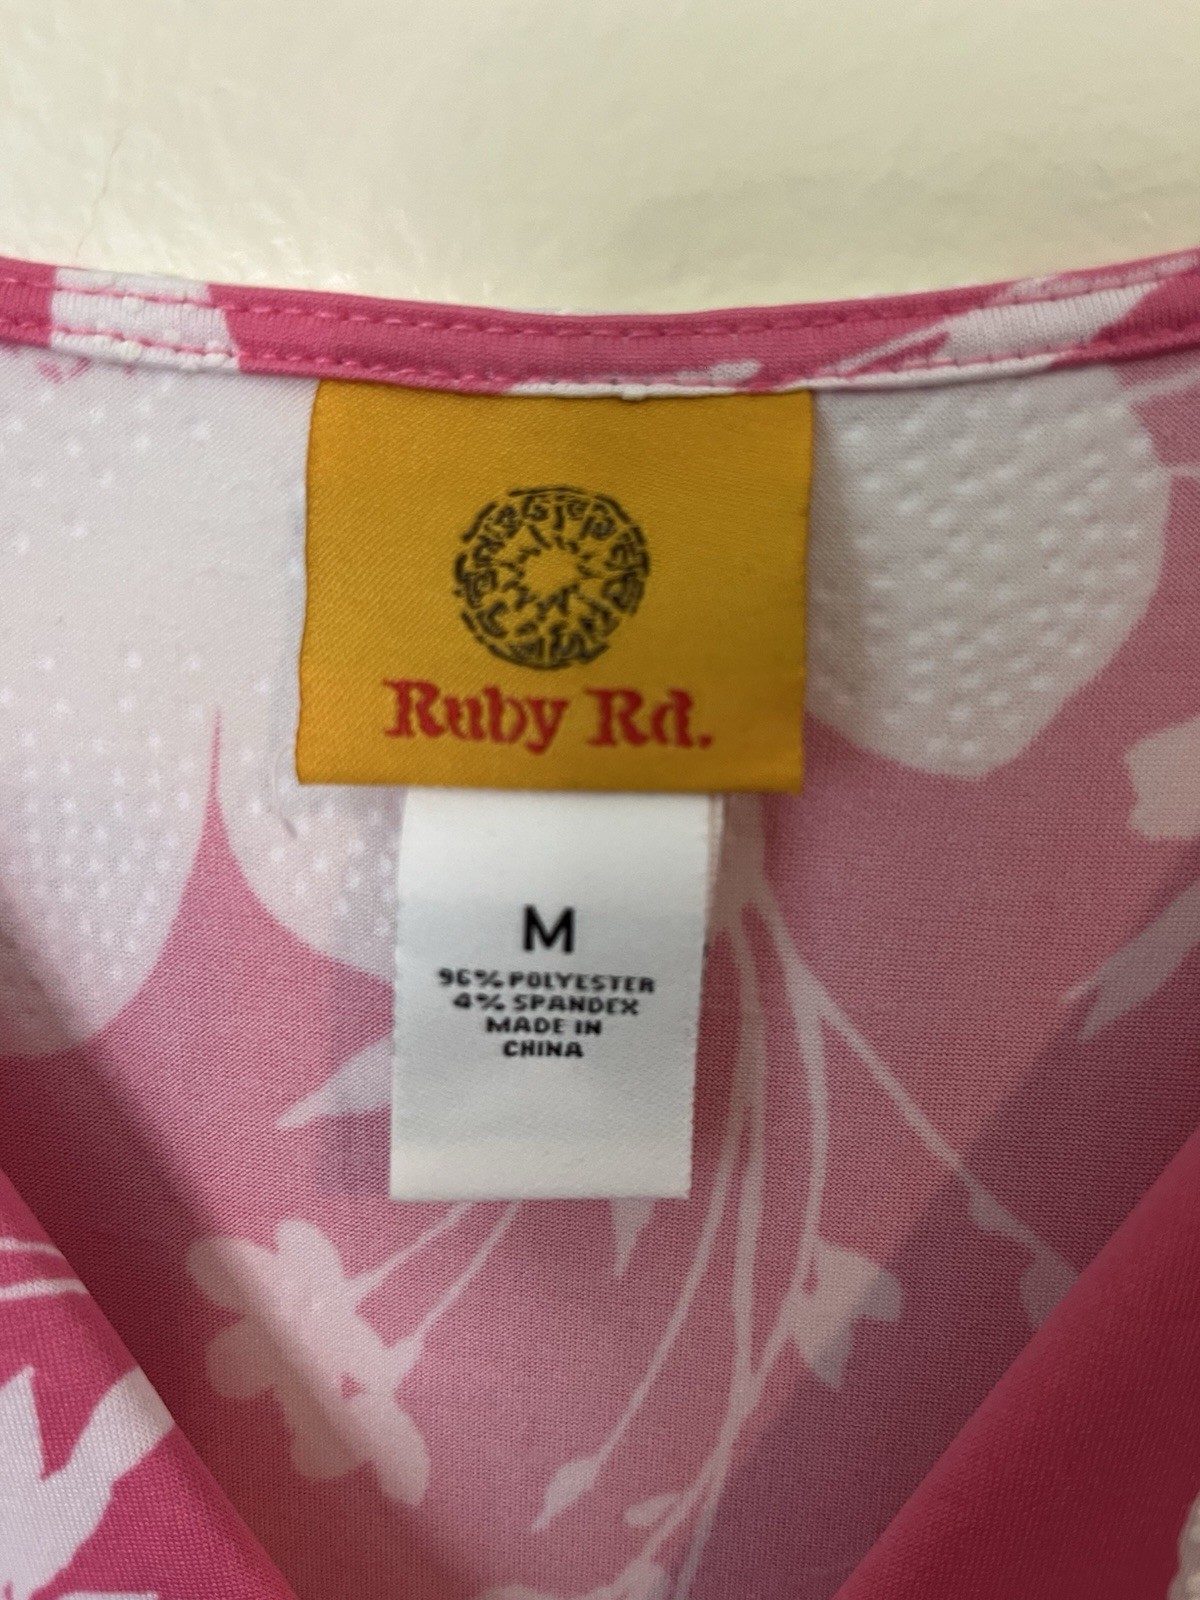 Ruby Rd.
M
96% POLYESTER
4% SPANDEX
MADE IN
CHINA